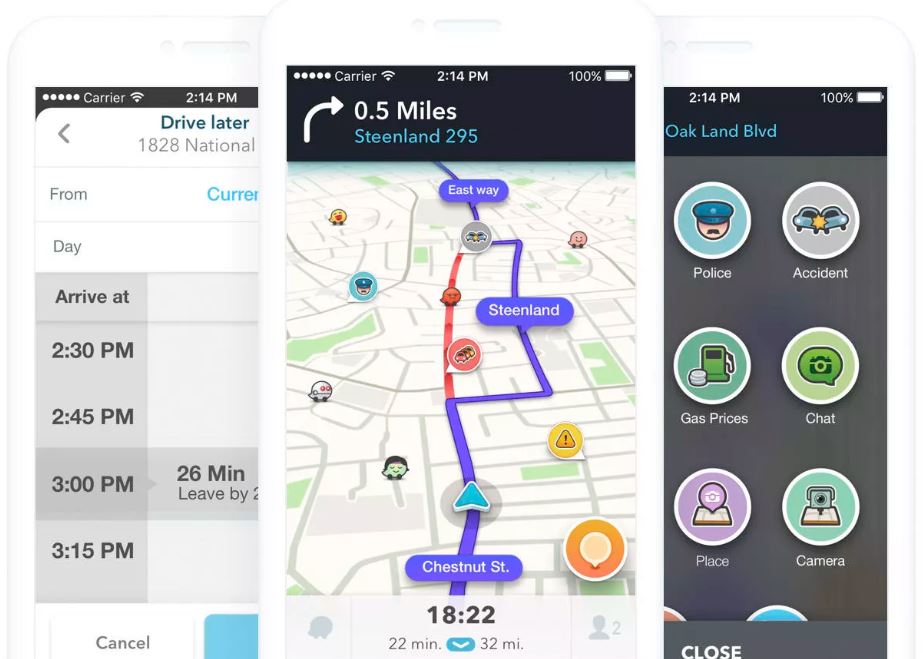 Carrier
2:14 PM
Drive later
1828 National
From
Curren
Day
Arrive at
2:30 PM
2:45 PM
3:00 PM
26 Min
Leave by 2
3:15 PM
Cancel
Carrier
2:14 PM
100%
0.5 Miles
Steenland 295
East way
Steenland
Chestnut St.
18:22
22 min.
32 mi.
2
2:14 PM
100%
Oak Land Blvd
Police
Accident
Gas Prices
Chat
Place
Camera
CLOSE